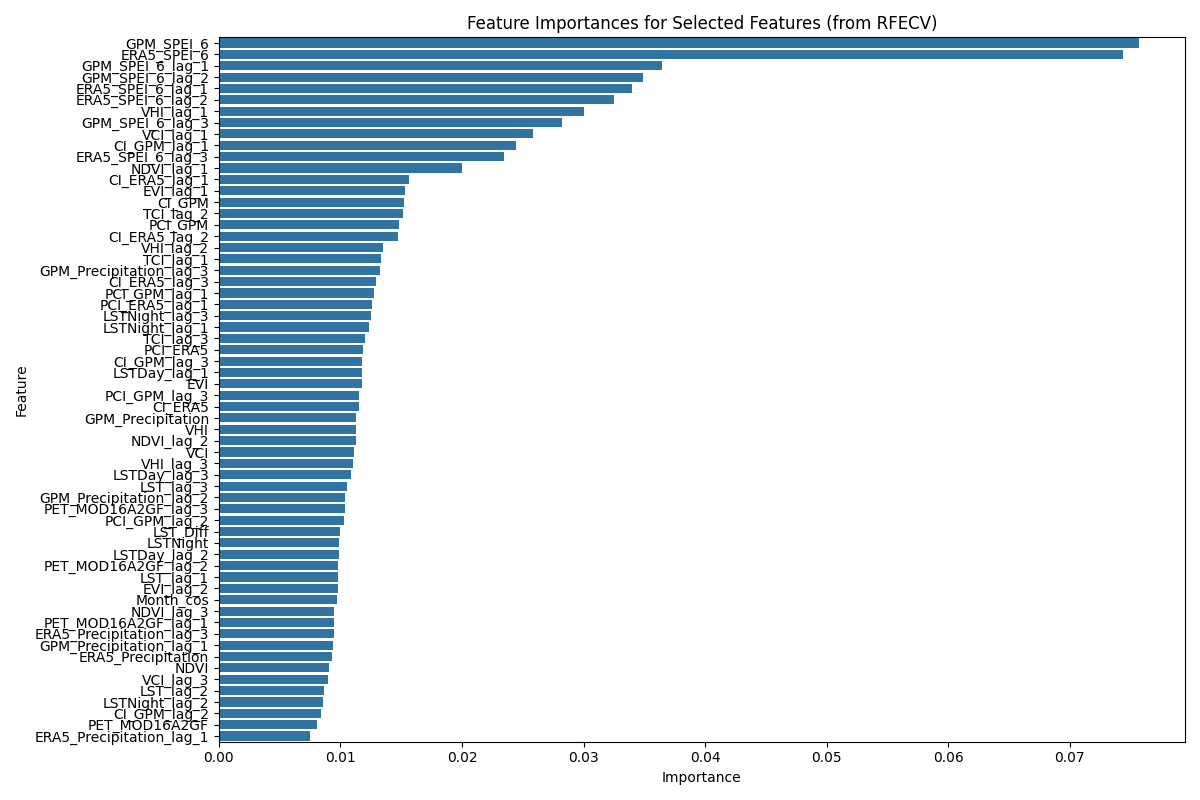 Feature Importances for Selected Features (from RFECV)
GPM_SPEI_6
ERA5_SPEI_6
GPM_SPEI_6_lag_1
GPM_SPEI_6_lag_2
ERA5_SPEI_6_lag_1
ERA5_SPEI_6_lag_2
VHI_lag_1
GPM_SPEI_6_lag_3
VCI_lag_1
CI_GPM_lag_1
ERA5_SPEI_6_lag_3
NDVI_lag_1
CI_ERA5_lag_1
EVI_lag_1
CI_GPM
TCI_lag_2
PCI_GPM
CI_ERA5_lag_2
VHI_lag_2
TCI_lag_1
GPM_Precipitation_lag_3
CI_ERA5_lag_3
PCI_GPM_lag_1
PCI_ERA5_lag_1
LSTNight_lag_3
LSTNight_lag_1
TCI_lag_3
PCI_ERA5
CI_GPM_lag_3
LSTDay_lag_1
EVI
PCI_GPM_lag_3
CI_ERA5
GPM_Precipitation
VHI
NDVI_lag_2
VCI
VHI_lag_3
LSTDay_lag_3
LST_lag_3
GPM_Precipitation_lag_2
PET_MOD16A2GF_lag_3
PCI_GPM_lag_2
LST_Diff
LSTNight
LSTDay_lag_2
PET_MOD16A2GF_lag_2
LST_lag_1
EVI_lag_2
Month_cos
NDVI_lag_3
PET_MOD16A2GF_lag_1
ERA5_Precipitation_lag_3
GPM_Precipitation_lag_1
ERA5_Precipitation
NDVI
VCI_lag_3
LST_lag_2
LSTNight_lag_2
CI_GPM_lag_2
PET_MOD16A2GF
ERA5_Precipitation_lag_1
Feature
0.00 0.01 0.02 0.03 0.04 0.05 0.06 0.07
Importance